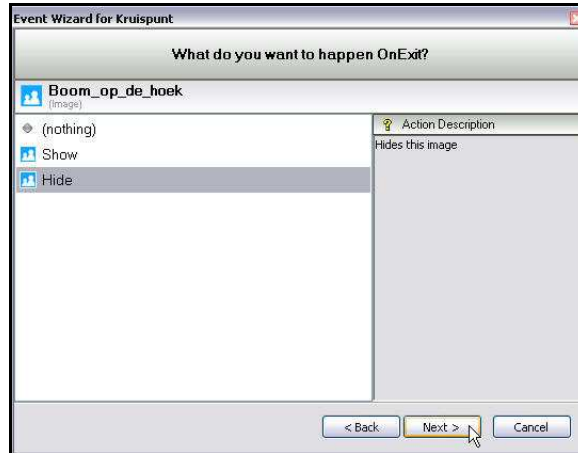 Event Wizard for Kruispunt
What do you want to happen OnExit?
Boom_op_de_hoek
(Image)
(nothing)
Show
Hide
Action Description
Hides this image
< Back
Next >
Cancel